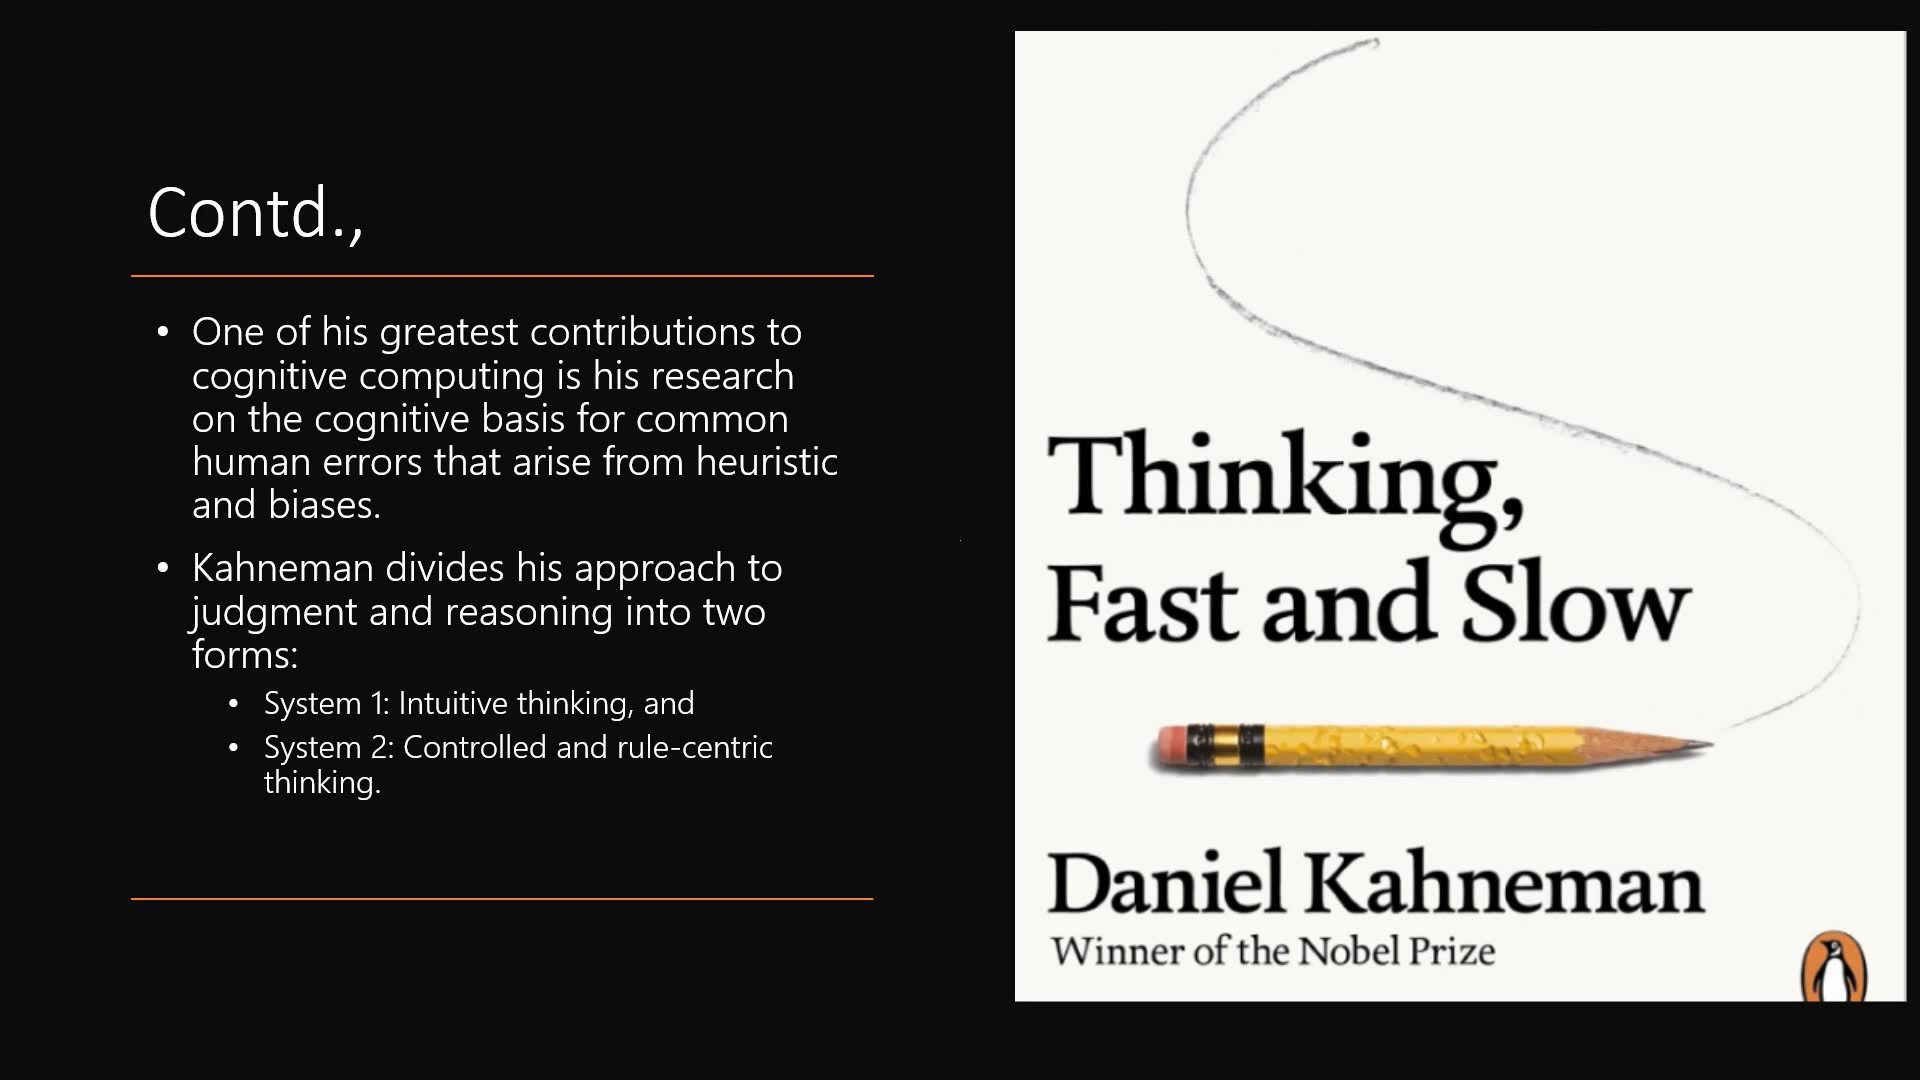 Contd.,
• One of his greatest contributions to
cognitive computing is his research
on the cognitive basis for common
human errors that arise from heuristic
and biases.
• Kahneman divides his approach to
judgment and reasoning into two
forms:
• System 1: Intuitive thinking, and
• System 2: Controlled and rule-centric
thinking.
Thinking,
Fast and Slow
Daniel Kahneman
Winner of the Nobel Prize